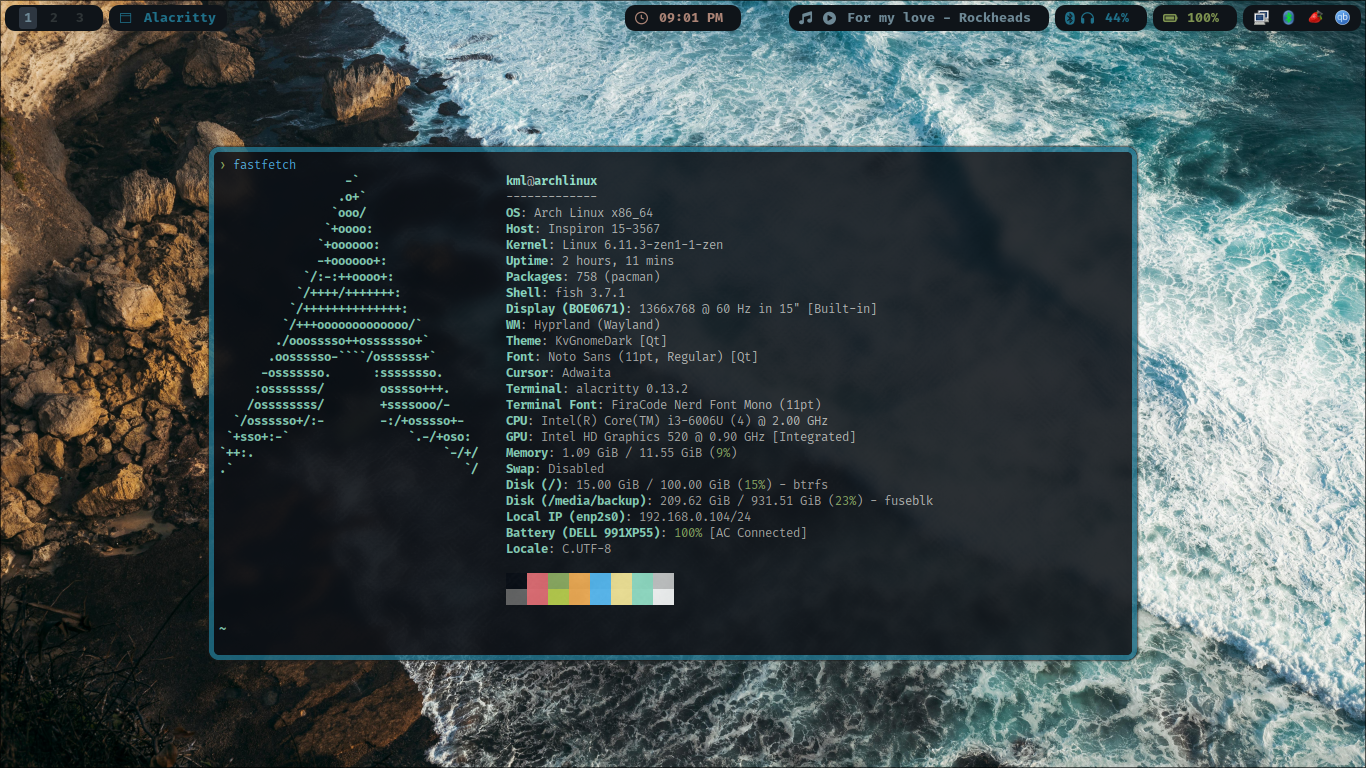 1 2 3 Alacritty 09:01 PM For my love - Rockheads 44% 100% qb
❯ fastfetch
                  -`
                 .o+`
                `ooo/
               `+oooo:
              `+oooooo:
              -+oooooo+:
            `/:-:++oooo+:
           `/++++/+++++++:
          `/++++++++++++++:
         `/+++ooooooooooooo/`
        ./ooosssso++osssssso+`
       .oossssso-````/ossssss+`
      -osssssso.      :ssssssso.
     :osssssss/        osssso+++.
    /ossssssss/        +ssssooo/-
  `/ossssso+/:-        -:/+osssso+-
 `+sso+:-`                 `.-/+oso:
`++:.                           `-/+/
.`                                 `/
kml@archlinux
-------------
OS: Arch Linux x86_64
Host: Inspiron 15-3567
Kernel: Linux 6.11.3-zen1-1-zen
Uptime: 2 hours, 11 mins
Packages: 758 (pacman)
Shell: fish 3.7.1
Display (BOE0671): 1366x768 @ 60 Hz in 15" [Built-in]
WM: Hyprland (Wayland)
Theme: KvGnomeDark [Qt]
Font: Noto Sans (11pt, Regular) [Qt]
Cursor: Adwaita
Terminal: alacritty 0.13.2
Terminal Font: FiraCode Nerd Font Mono (11pt)
CPU: Intel(R) Core(TM) i3-6006U (4) @ 2.00 GHz
GPU: Intel HD Graphics 520 @ 0.90 GHz [Integrated]
Memory: 1.09 GiB / 11.55 GiB (9%)
Swap: Disabled
Disk (/): 15.00 GiB / 100.00 GiB (15%) - btrfs
Disk (/media/backup): 209.62 GiB / 931.51 GiB (23%) - fuseblk
Local IP (enp2s0): 192.168.0.104/24
Battery (DELL 991XP55): 100% [AC Connected]
Locale: C.UTF-8
~